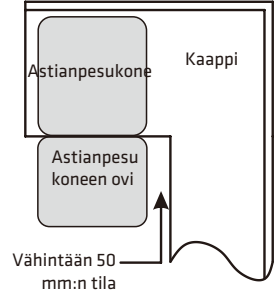 Astianpesukone
Kaappi
Astianpesu
koneen ovi
Vähintään 50
mm:n tila